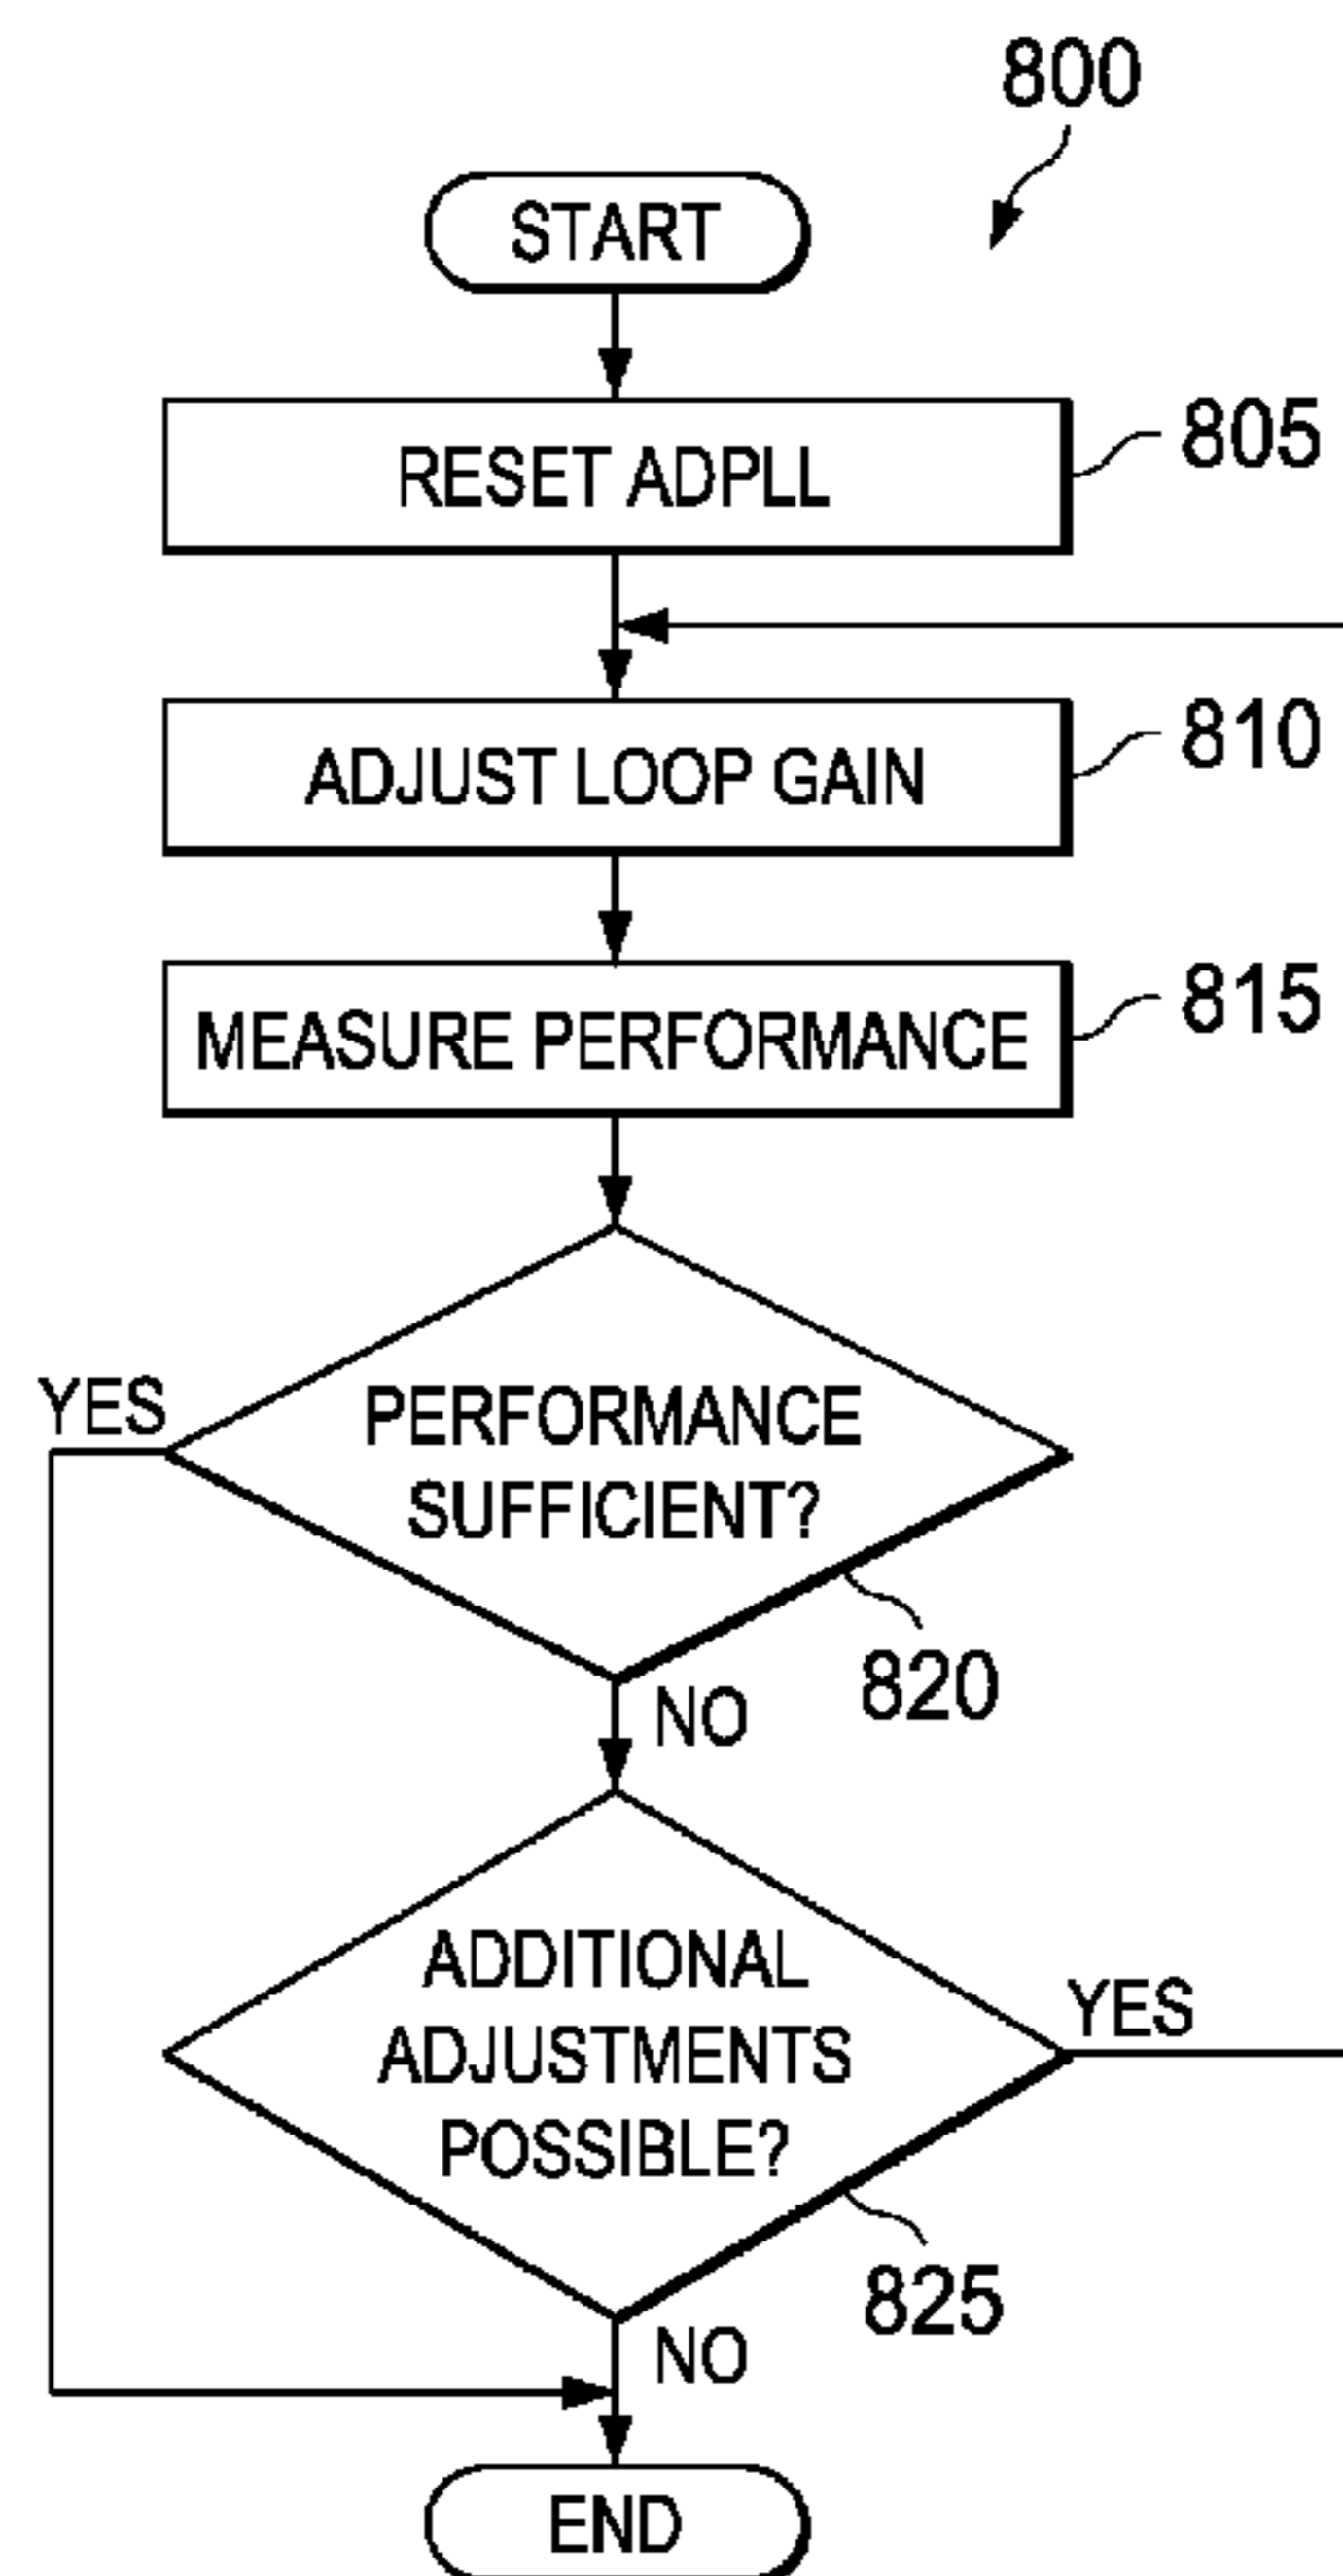 800
START
RESET ADPLL
805
ADJUST LOOP GAIN
810
MEASURE PERFORMANCE
815
YES
PERFORMANCE
SUFFICIENT?
820
NO
ADDITIONAL
ADJUSTMENTS
POSSIBLE?
YES
825
NO
END